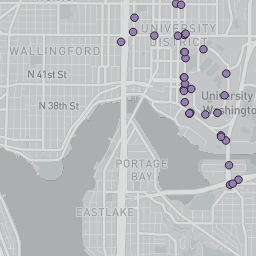 UNIVERSITY
DISTRICT
WALLINGFORD
N 41st St
N 38th St
University
Washington
PORTAGE
BAY
EASTLAKE